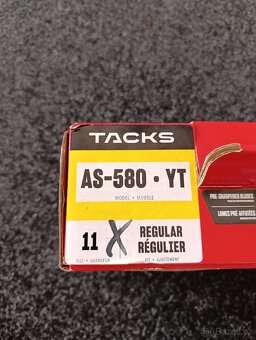 TACKS
AS-580 • YT
MODEL • MODÈLE
11 X REGULAR
RÉGULIER
SIZE • GRANDEUR
FIT • AJUSTEMENT
PRE-SHARPENED BLADES
LAMES PRÉ-AFFÛTÉES